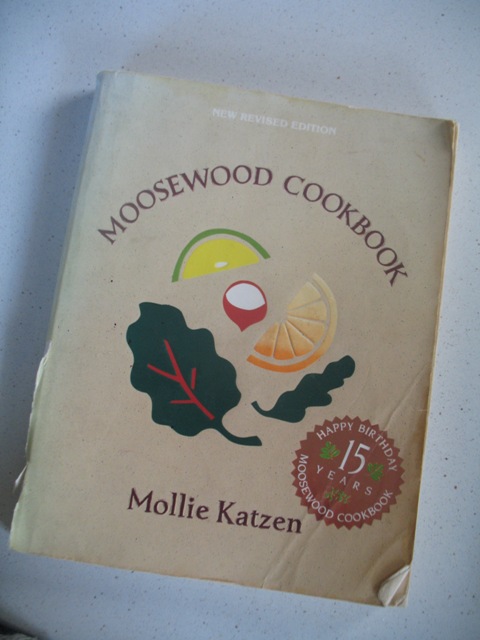 NEW REVISED EDITION
MOOSEWOOD COOKBOOK
HAPPY BIRTHDAY
15
YEARS
MOOSEWOOD COOKBOOK
Mollie Katzen